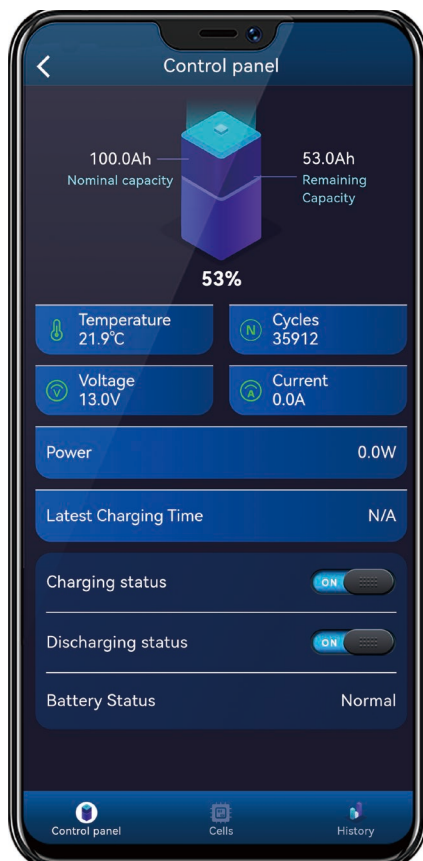 Control panel
100.0Ah
Nominal capacity
53.0Ah
Remaining
Capacity
53%
Temperature
21.9℃
N
Cycles
35912
V
Voltage
13.0V
A
Current
0.0A
Power 0.0W
Latest Charging Time N/A
Charging status ON
Discharging status ON
Battery Status Normal
Control panel Cells History